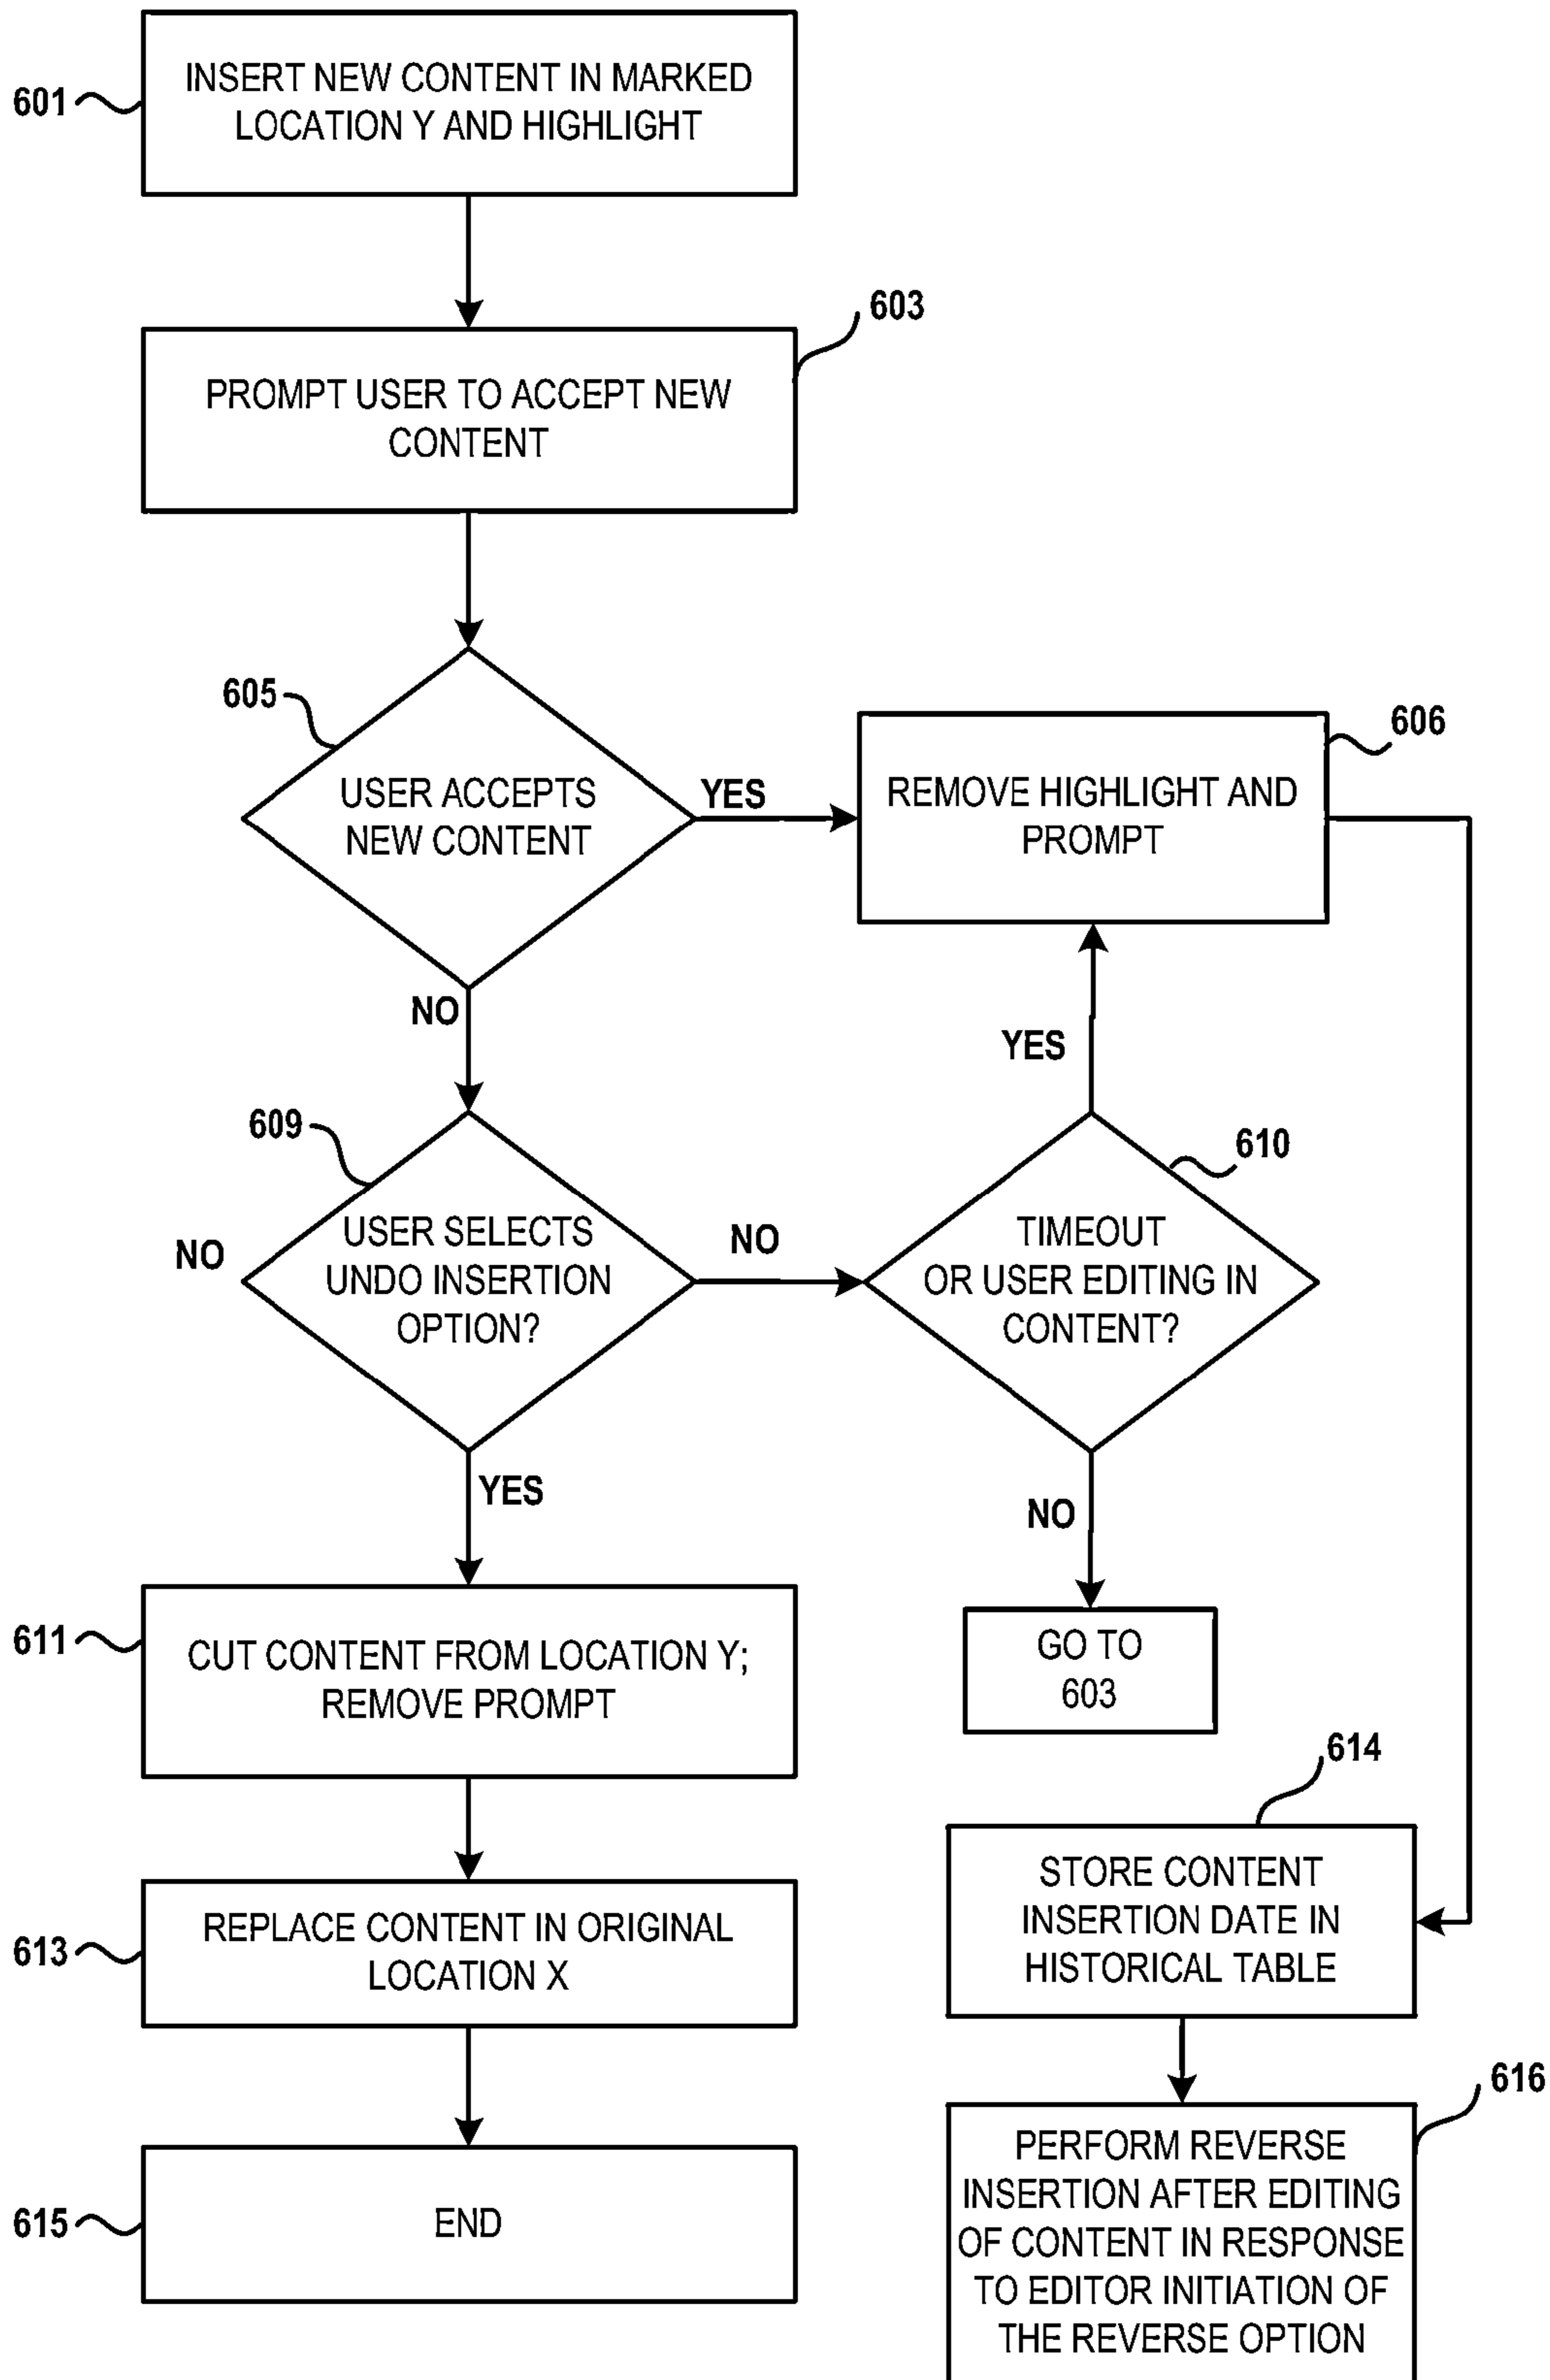 601
INSERT NEW CONTENT IN MARKED
LOCATION Y AND HIGHLIGHT
603
PROMPT USER TO ACCEPT NEW
CONTENT
605
USER ACCEPTS
NEW CONTENT
YES
606
REMOVE HIGHLIGHT AND
PROMPT
NO
YES
609
NO
USER SELECTS
UNDO INSERTION
OPTION?
NO
610
TIMEOUT
OR USER EDITING IN
CONTENT?
YES
NO
611
CUT CONTENT FROM LOCATION Y;
REMOVE PROMPT
GO TO
603
614
613
REPLACE CONTENT IN ORIGINAL
LOCATION X
STORE CONTENT
INSERTION DATE IN
HISTORICAL TABLE
615
END
616
PERFORM REVERSE
INSERTION AFTER EDITING
OF CONTENT IN RESPONSE
TO EDITOR INITIATION OF
THE REVERSE OPTION